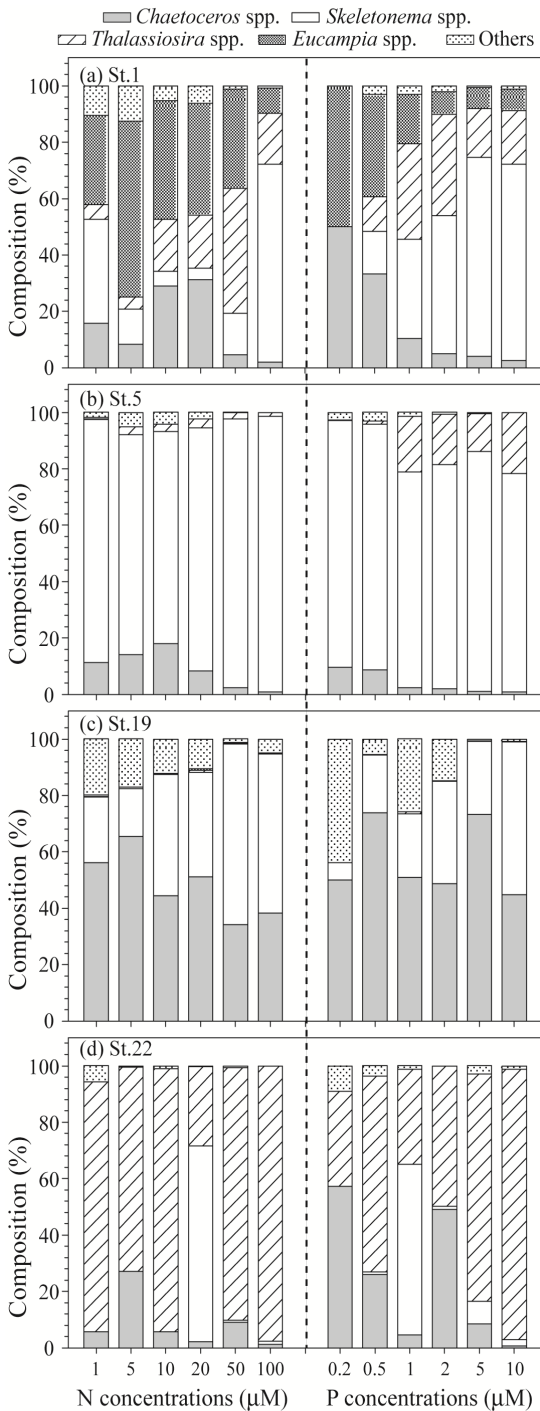 Chaetoceros spp. Skeletonema spp.
Thalassiosira spp. Eucampia spp. Others
(a) St.1
100
80
60
40
20
0
Composition (%)
(b) St.5
100
80
60
40
20
0
Composition (%)
(c) St.19
100
80
60
40
20
0
Composition (%)
(d) St.22
100
80
60
40
20
0
Composition (%)
1 5 10 20 50 100 0.2 0.5 1 2 5 10
N concentrations (μM) P concentrations (μM)